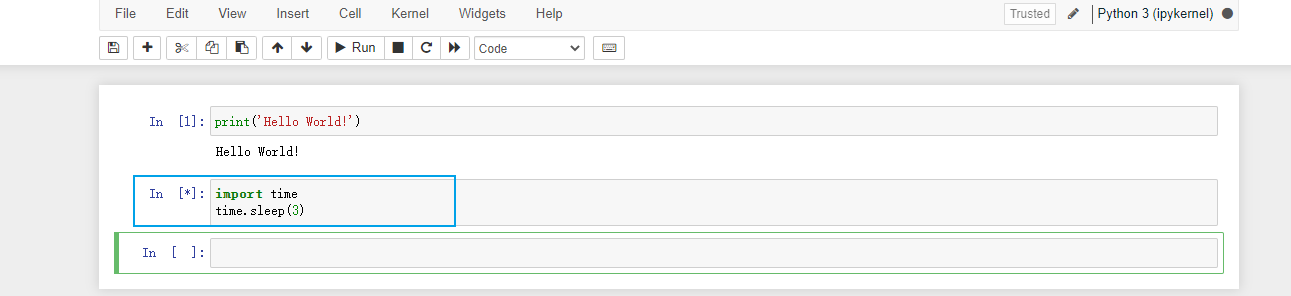 File Edit View Insert Cell Kernel Widgets Help Trusted Python 3 (ipykernel)
Run Code
In [1]: print('Hello World!')
Hello World!
In [*]: import time
time.sleep(3)
In [ ]: